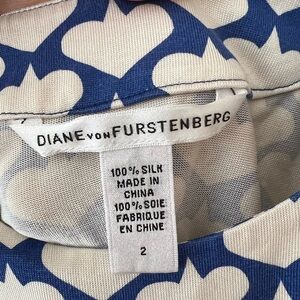 DIANE VON FURSTENBERG
100% SILK
MADE IN
CHINA
100% SOIE
FABRIQUE
EN CHINE
2